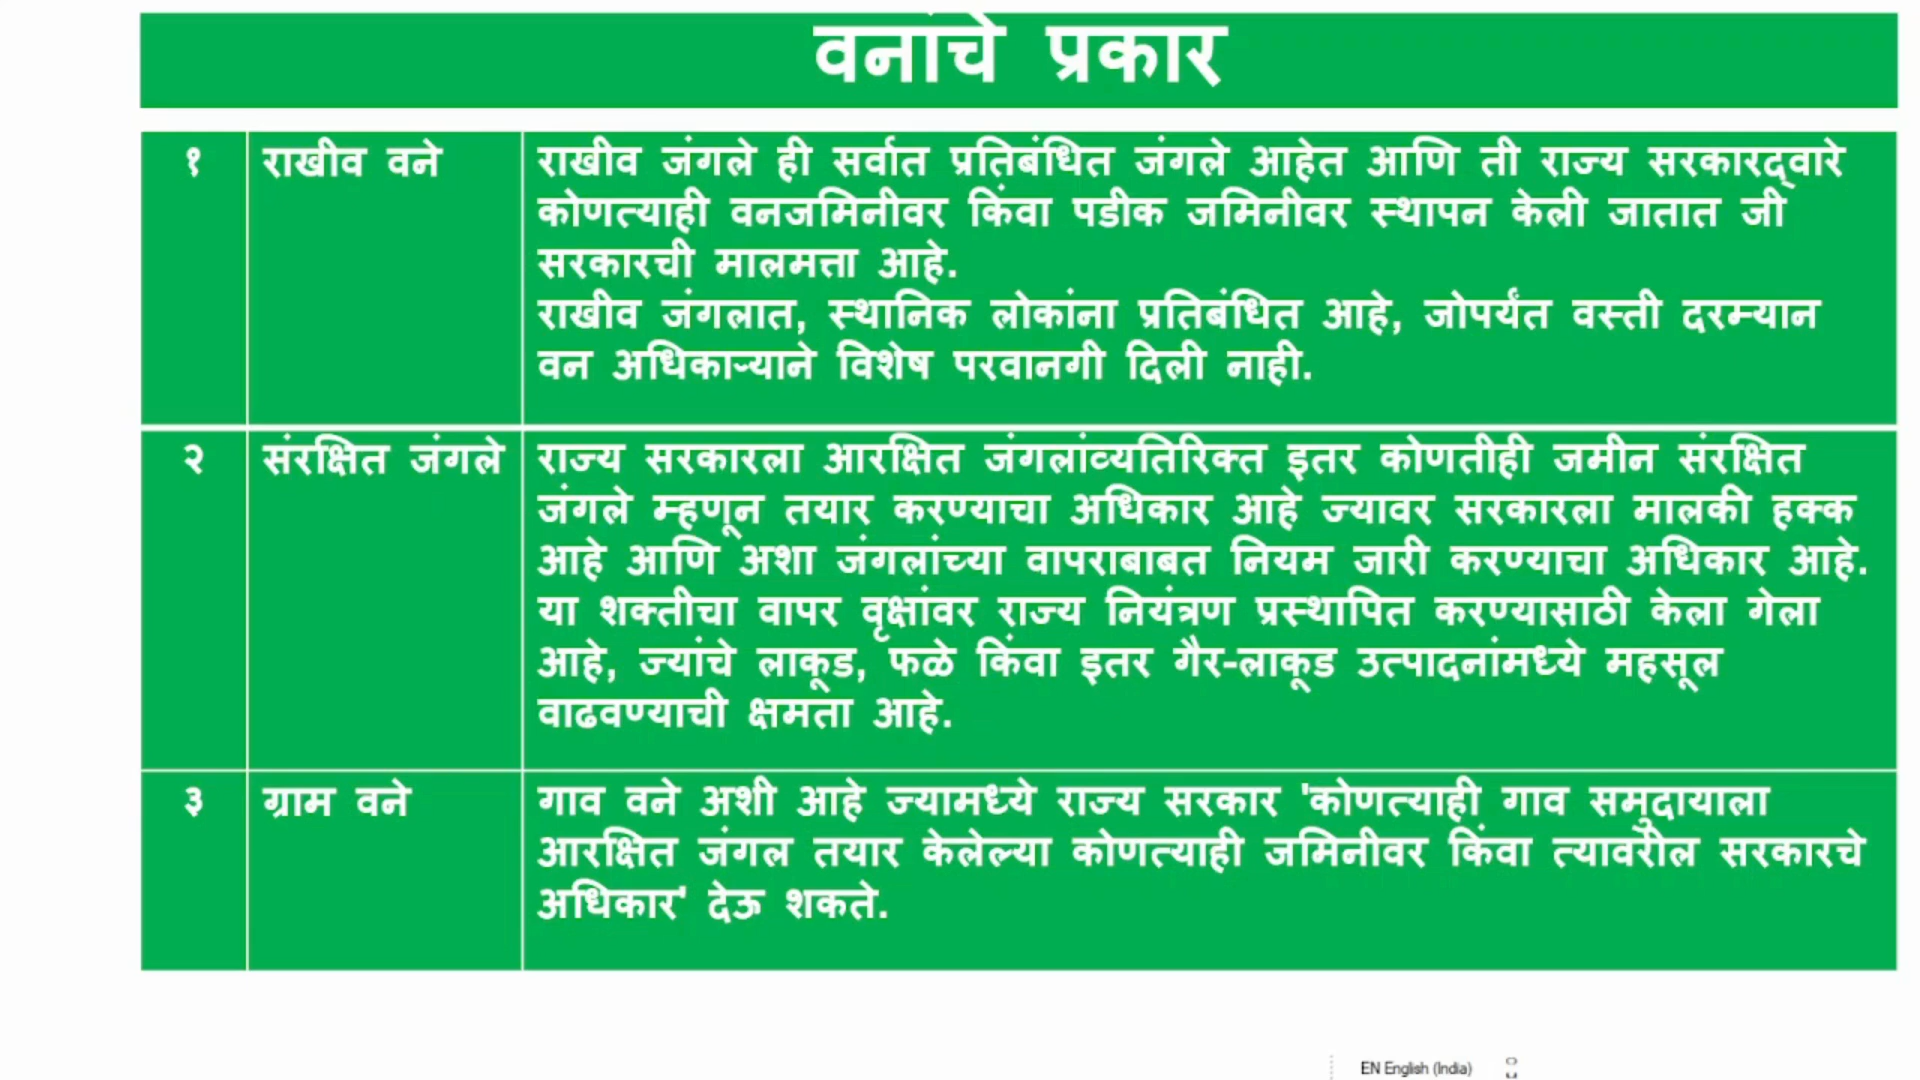 वनांचे प्रकार
१ राखीव वने राखीव जंगले ही सर्वात प्रतिबंधित जंगले आहेत आणि ती राज्य सरकारद्वारे
कोणत्याही वनजमिनीवर किंवा पडीक जमिनीवर स्थापन केली जातात जी
सरकारची मालमत्ता आहे.
राखीव जंगलात, स्थानिक लोकांना प्रतिबंधित आहे, जोपर्यंत वस्ती दरम्यान
वन अधिकाऱ्याने विशेष परवानगी दिली नाही.
२ संरक्षित जंगले राज्य सरकारला आरक्षित जंगलांव्यतिरिक्त इतर कोणतीही जमीन संरक्षित
जंगले म्हणून तयार करण्याचा अधिकार आहे ज्यावर सरकारला मालकी हक्क
आहे आणि अशा जंगलांच्या वापराबाबत नियम जारी करण्याचा अधिकार आहे.
या शक्तीचा वापर वृक्षांवर राज्य नियंत्रण प्रस्थापित करण्यासाठी केला गेला
आहे, ज्यांचे लाकूड, फळे किंवा इतर गैर-लाकूड उत्पादनांमध्ये महसूल
वाढवण्याची क्षमता आहे.
३ ग्राम वने गाव वने अशी आहे ज्यामध्ये राज्य सरकार 'कोणत्याही गाव समुदायाला
आरक्षित जंगल तयार केलेल्या कोणत्याही जमिनीवर किंवा त्यावरील सरकारचे
अधिकार' देऊ शकते.
EN English (India)